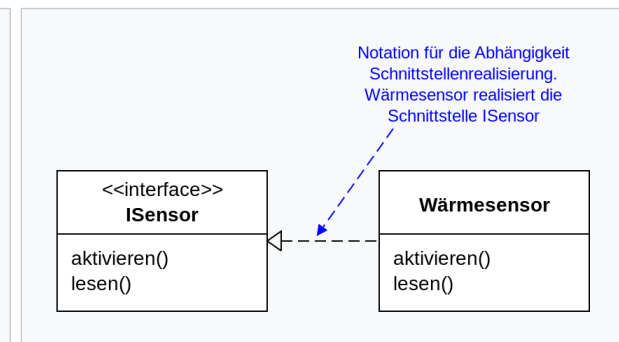 Notation für die Abhängigkeit
Schnittstellenrealisierung.
Wärmesensor realisiert die
Schnittstelle ISensor
<<interface>>
ISensor
aktivieren()
lesen()
Wärmesensor
aktivieren()
lesen()